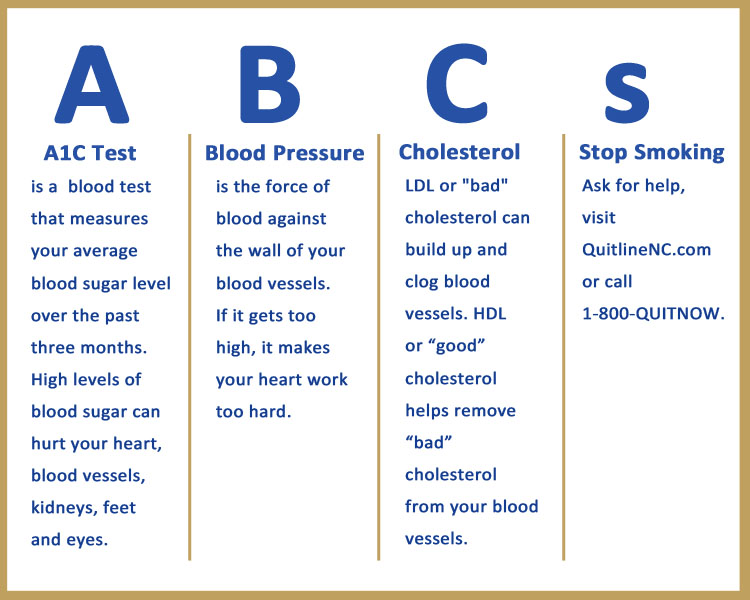 A
A1C Test
is a  blood test
that measures
your average
blood sugar level
over the past
three months.
High levels of
blood sugar can
hurt your heart,
blood vessels,
kidneys, feet
and eyes.
B
Blood Pressure
is the force of
blood against
the wall of your
blood vessels.
If it gets too
high, it makes
your heart work
too hard.
C
Cholesterol
LDL or "bad"
cholesterol can
build up and
clog blood
vessels. HDL
or “good”
cholesterol
helps remove
“bad”
cholesterol
from your blood
vessels.
s
Stop Smoking
Ask for help,
visit
QuitlineNC.com
or call
1-800-QUITNOW.